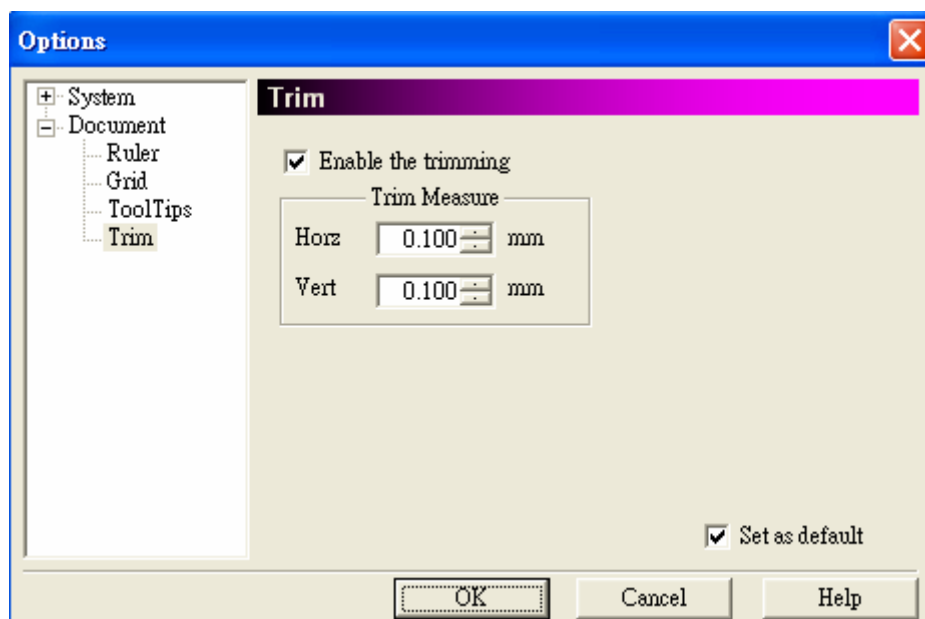 Options
System
Document
Ruler
Grid
ToolTips
Trim
Trim
Enable the trimming
Trim Measure
Horz 0.100 mm
Vert 0.100 mm
Set as default
OK Cancel Help